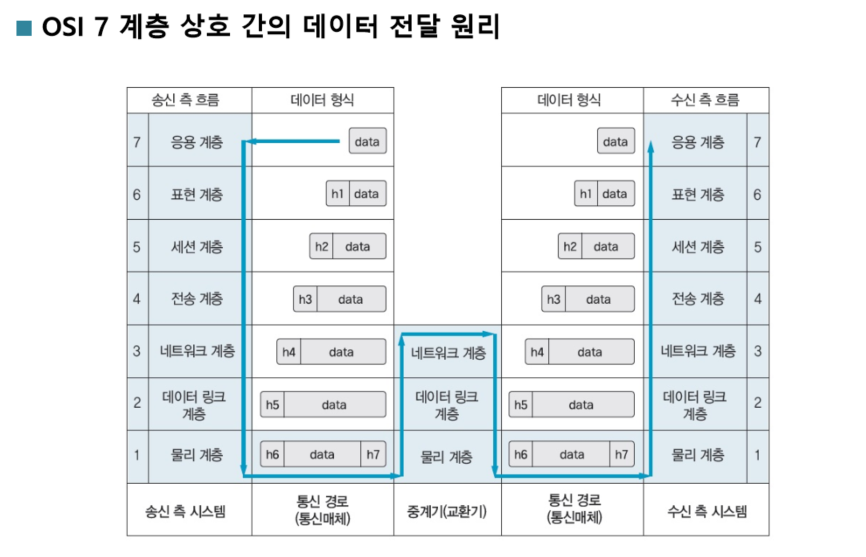 OSI 7 계층 상호 간의 데이터 전달 원리
송신 측 흐름 데이터 형식 데이터 형식 수신 측 흐름
7 응용 계층 data data 응용 계층 7
6 표현 계층 h1 data h1 data 표현 계층 6
5 세션 계층 h2 data h2 data 세션 계층 5
4 전송 계층 h3 data h3 data 전송 계층 4
3 네트워크 계층 h4 data 네트워크 계층 h4 data 네트워크 계층 3
2 데이터 링크 계층 h5 data 데이터 링크 계층 h5 data 데이터 링크 계층 2
1 물리 계층 h6 data h7 물리 계층 h6 data h7 물리 계층 1
송신 측 시스템 통신 경로 (통신매체) 중계기(교환기) 통신 경로 (통신매체) 수신 측 시스템